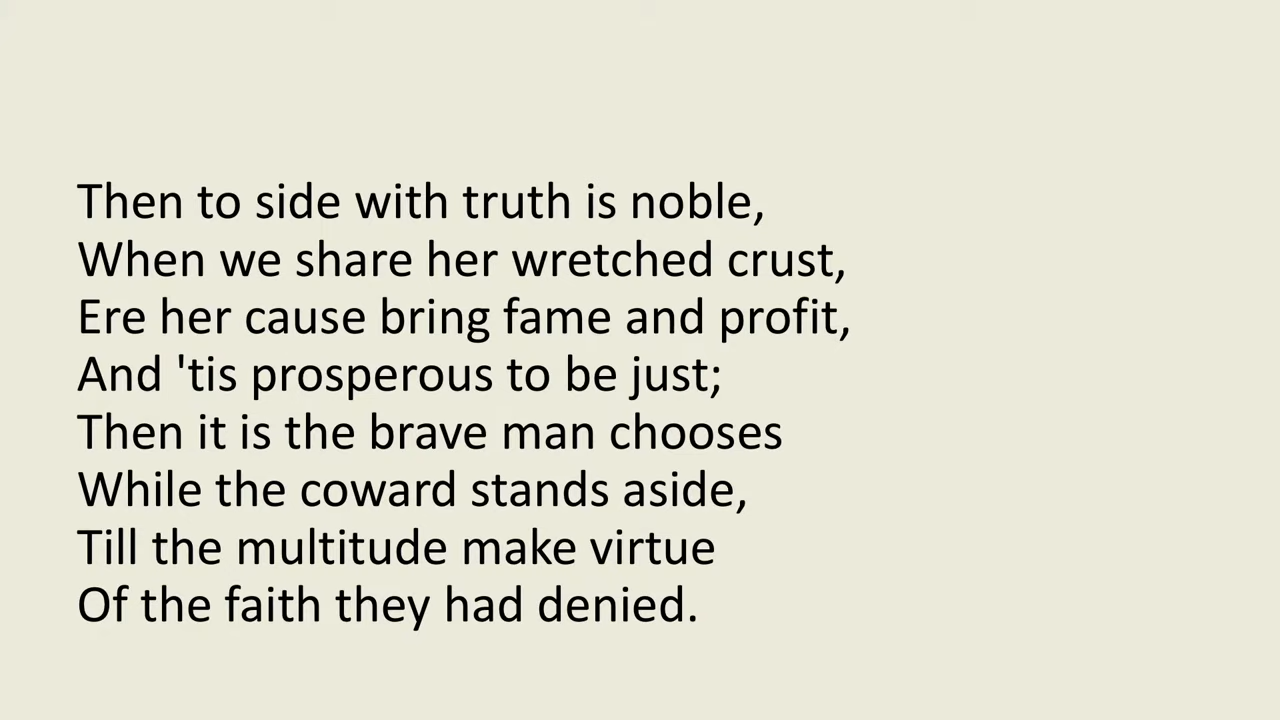 Then to side with truth is noble,
When we share her wretched crust,
Ere her cause bring fame and profit,
And 'tis prosperous to be just;
Then it is the brave man chooses
While the coward stands aside,
Till the multitude make virtue
Of the faith they had denied.